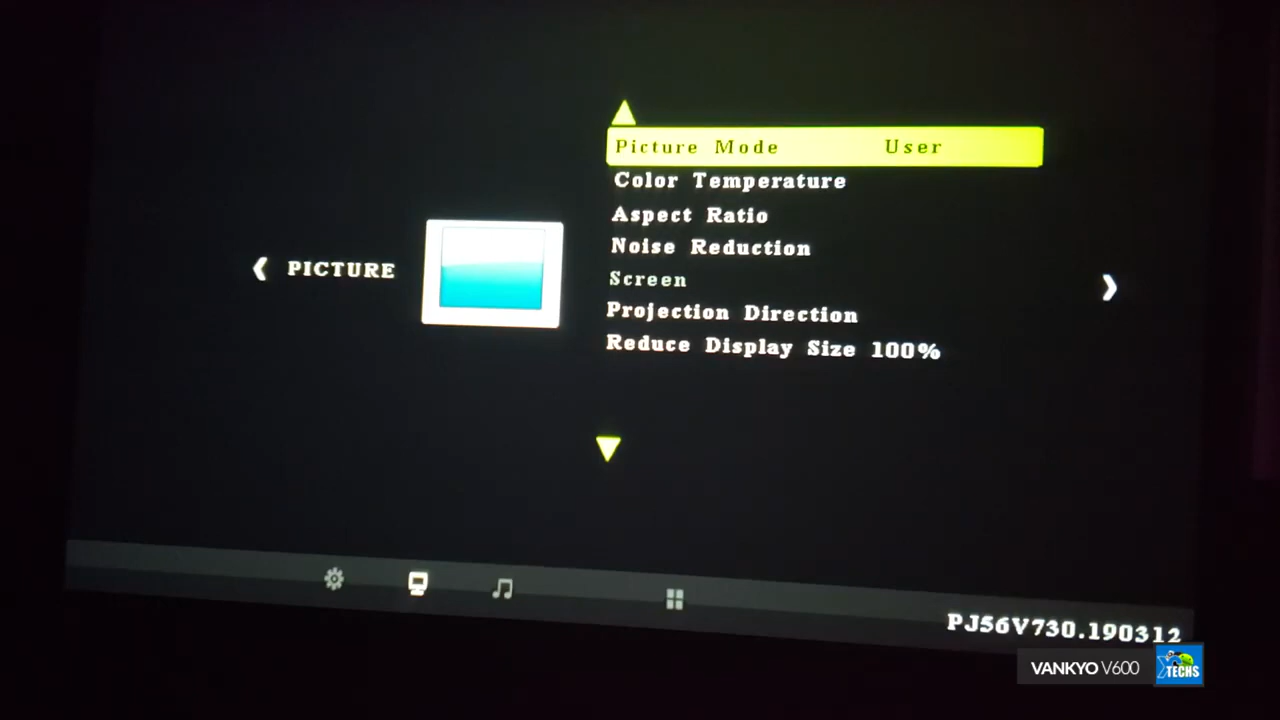 Picture Mode User
Color Temperature
Aspect Ratio
Noise Reduction
PICTURE
Screen
Projection Direction
Reduce Display Size 100%
PJ56V730.190312
VANKYO V600
XTECHS